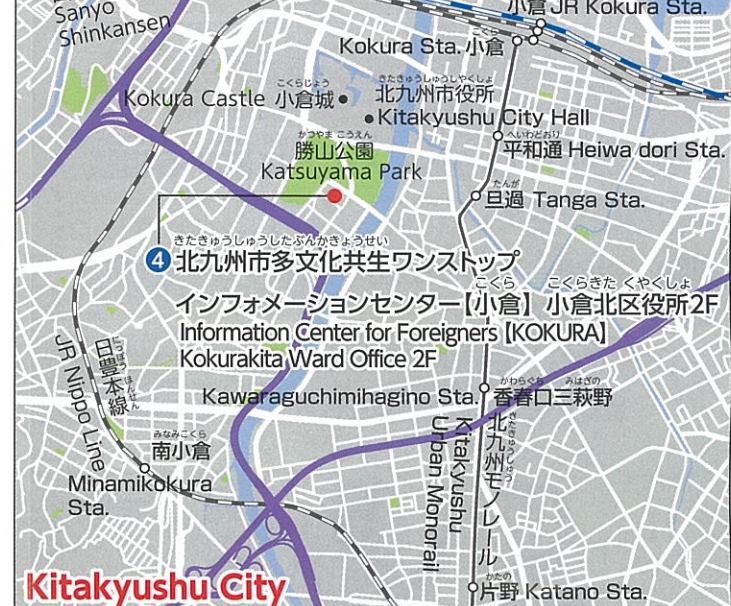 Sanyo
Shinkansen
小倉 JR Kokura Sta.
こくら
Kokura Sta. 小倉
こくらじょう
Kokura Castle 小倉城
きたきゅうしゅうしやくしょ
北九州市役所
Kitakyushu City Hall
かつやま こうえん
勝山公園
Katsuyama Park
へいわどおり
平和通 Heiwa dori Sta.
たんが
旦過 Tanga Sta.
きたきゅうしゅうしたぶんかきょうせい
④ 北九州市多文化共生ワンストップ
こくら こくらきた くやくしょ
インフォメーションセンター【小倉】 小倉北区役所2F
Information Center for Foreigners【KOKURA】
Kokurakita Ward Office 2F
にっぽうほんせん
日豊本線
JR Nippo Line
かわらぐち みはぎの
Kawaraguchimihagino Sta. 香春口三萩野
みなみこくら
南小倉
Minamikokura
Sta.
きたきゅうしゅう
北九州モノレール
Kitakyushu
Urban Monorail
かたの
片野 Katano Sta.
Kitakyushu City